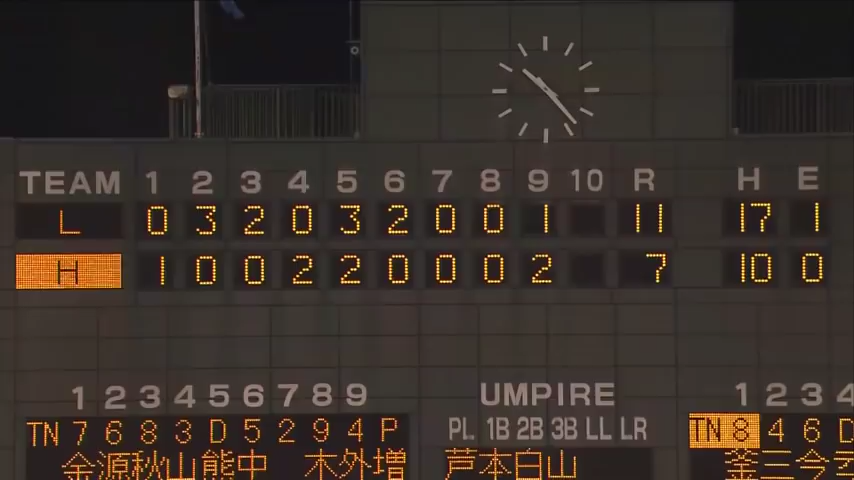 TEAM 1 2 3 4 5 6 7 8 9 10 R H E
L 0 3 2 0 3 2 0 0 1 11 17 1
H 1 0 0 2 2 0 0 0 2 7 10 0
1 2 3 4 5 6 7 8 9 UMPIRE 1 2 3 4
TN 7 6 8 3 D 5 2 9 4 P PL 1B 2B 3B LL LR TN 8 4 6 D
金源秋山熊中 木外増 芦本白山 釜三今